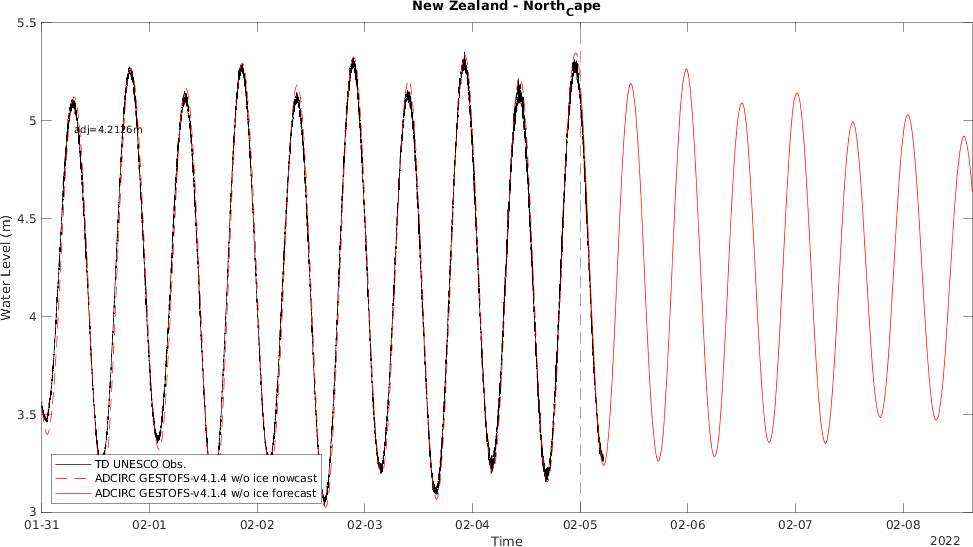 New Zealand - NorthCape
5.5
5
4.5
4
3.5
3
Water Level (m)
adj=4.2126m
TD UNESCO Obs.
ADCIRC GESTOFS-v4.1.4 w/o ice nowcast
ADCIRC GESTOFS-v4.1.4 w/o ice forecast
01-31 02-01 02-02 02-03 02-04 02-05 02-06 02-07 02-08
Time
2022